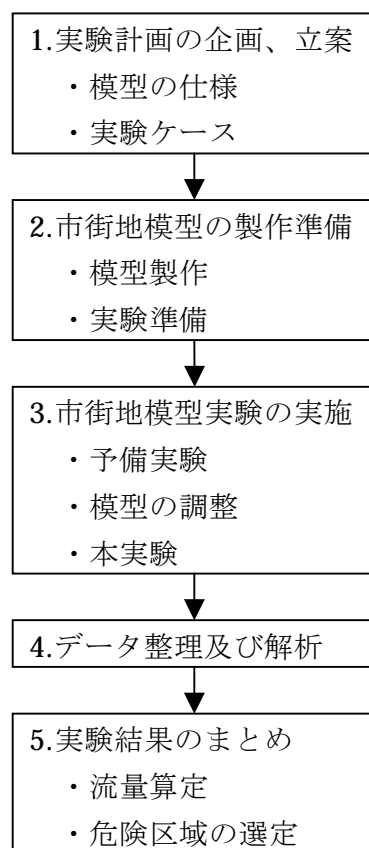 1.実験計画の企画、立案
・模型の仕様
・実験ケース
2.市街地模型の製作準備
・模型製作
・実験準備
3.市街地模型実験の実施
・予備実験
・模型の調整
・本実験
4.データ整理及び解析
5.実験結果のまとめ
・流量算定
・危険区域の選定